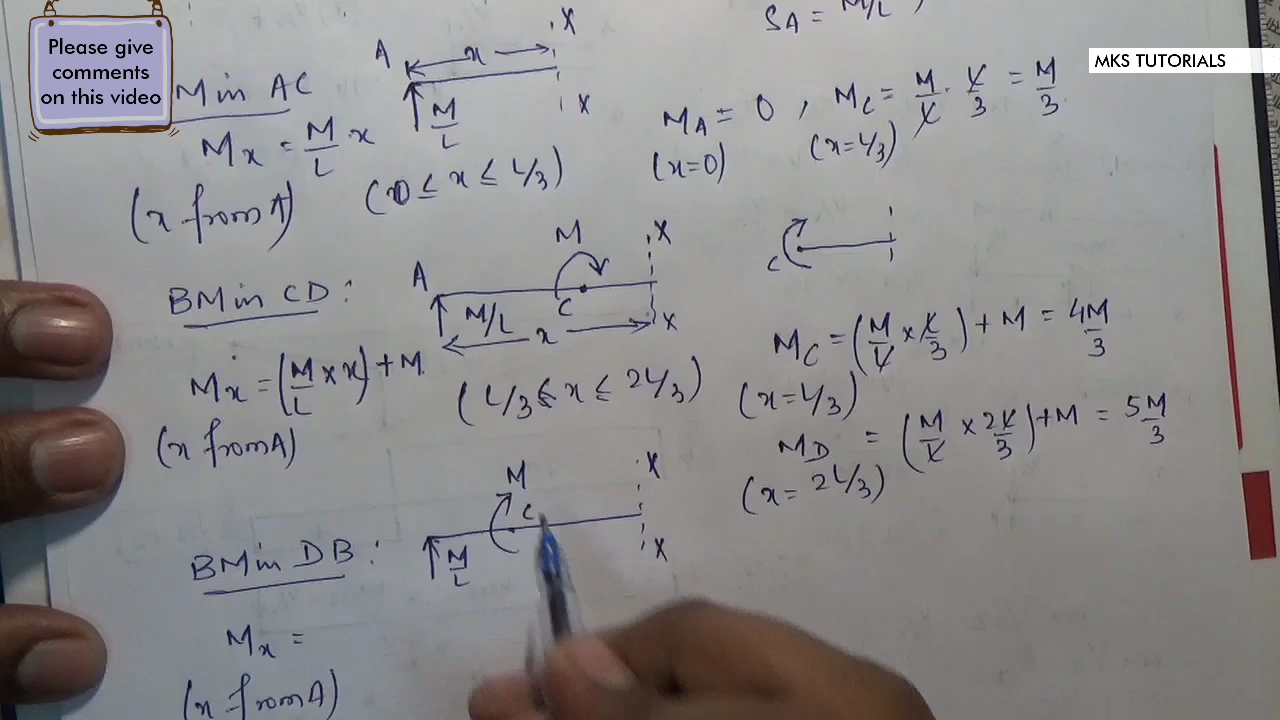 Please give
comments
on this video
MKS TUTORIALS
SA = M/L
M in AC
A x X
X
M/L
Mx = M/L x
(x from A)
(0 ≤ x ≤ L/3)
MA = 0 , MC = M/L · L/3 = M/3
(x=0) (x=L/3)
BM in CD :
A M X
C
M/L
x X
C
Mx = (M/L × x) + M
(x from A)
(L/3 ≤ x ≤ 2L/3)
MC = (M/L × L/3) + M = 4M/3
(x=L/3)
MD = (M/L × 2L/3) + M = 5M/3
(x = 2L/3)
BM in DB :
M X
C
M/L X
Mx =
(x from A)